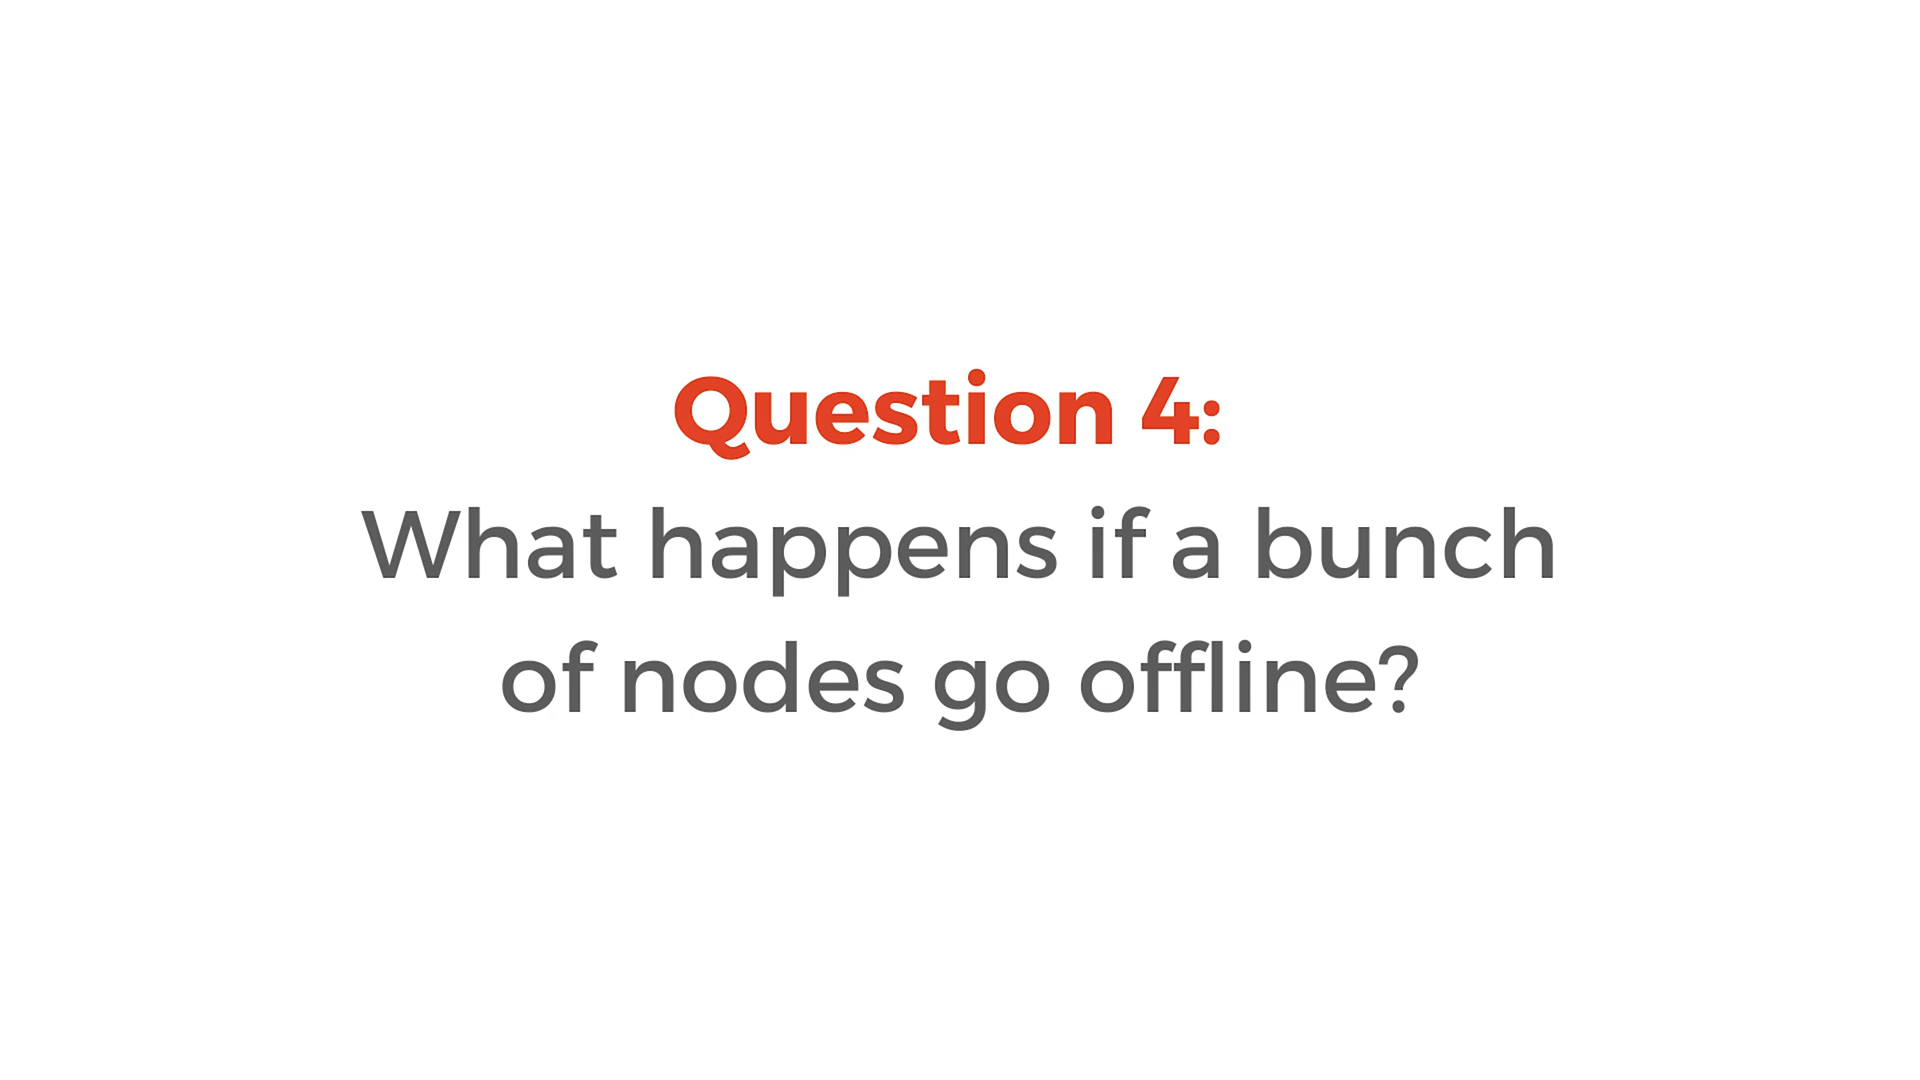 Question 4:
What happens if a bunch
of nodes go offline?